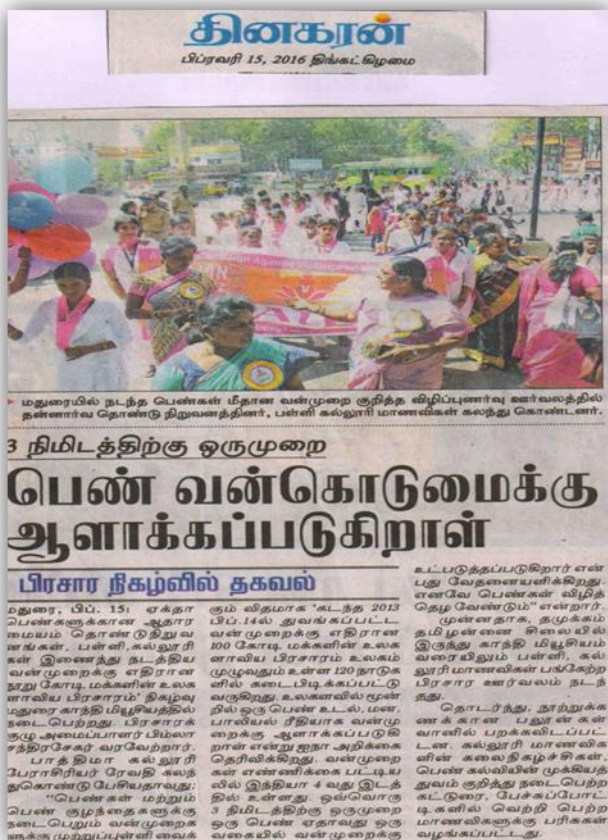 தினகரன்
பிப்ரவரி 15, 2016 திங்கட்கிழமை
மதுரையில் நடந்த பெண்கள் மீதான வன்முறை குறித்த விழிப்புணர்வு ஊர்வலத்தில்
தன்னார்வ தொண்டு நிறுவனத்தினர், பள்ளி கல்லூரி மாணவிகள் கலந்து கொண்டனர்.
3 நிமிடத்திற்கு ஒருமுறை
பெண் வன்கொடுமைக்கு
ஆளாக்கப்படுகிறாள்
பிரசார நிகழ்வில் தகவல்
மதுரை, பிப். 15: ஏக்தா
பெண்களுக்கான ஆதார
மையம் தொண்டுநிறுவ
னங்கள், பள்ளி, கல்லூரி
கள் இணைந்து நடத்திய
வன்முறைக்கு எதிரான
நூறு கோடி மக்களின் உலக
ளாவிய பிரசாரம்' நிகழ்வு
மதுரை காந்தி மியூசியத்தில்
நடைபெற்றது. பிரசாரக்
குழு அமைப்பாளர் பிம்லா
சந்திரசேகர் வரவேற்றார்.
பாத்திமா கல்லூரி
பேராசிரியர் ரேவதி கலந்
துகொண்டு பேசியதாவது:
"பெண்கள் மற்றும்
பெண் குழந்தைகளுக்கு
நடைபெறும் வன்முறைக
ளுக்கு முற்றுப்புள்ளி வைக்
கும் விதமாக 'கடந்த 2013
பிப்.14ல் துவங்கப்பட்ட
வன்முறைக்கு எதிரான
100 கோடி மக்களின் உலக
ளாவிய பிரசாரம் உலகம்
முழுவதும் உள்ள 120 நாடுக
ளில் கடைபிடிக்கப்பட்டு
வருகிறது. உலகளவில் மூன்
றில் ஒரு பெண் உடல், மன,
பாலியல் ரீதியாக வன்மு
றைக்கு ஆளாக்கப்படுகி
றாள் என்று ஐநா அறிக்கை
தெரிவிக்கிறது. வன்முறை
கள் எண்ணிக்கை பட்டிய
லில் இந்தியா 4 வது இடத்
தில் உள்ளது. ஒவ்வொரு
3 நிமிடத்திற்கு ஒருமுறை
ஒரு பெண் ஏதாவது ஒரு
வகையில் வன்முறைக்கு
உட்படுத்தப்படுகிறார் என்
பது வேதனையளிக்கிறது.
எனவே பெண்கள் விழித்
தெழ வேண்டும்" என்றார்.
முன்னதாக, தமுக்கம்
தமிழன்னை சிலையில்
இருந்து காந்தி மியூசியம்
வரையிலும் பள்ளி, கல்
லூரி மாணவிகள் பங்கேற்ற
பிரசார ஊர்வலம் நடந்
தது.
தொடர்ந்து, நூற்றுக்க
ணக்கான பலூன்கள்
வானில் பறக்கவிடப்பட்
டன. கல்லூரி மாணவிக
ளின் கலைநிகழ்ச்சிகள்,
பெண் கல்வியின் முக்கியத்
துவம் குறித்து நடைபெற்ற
கட்டுரை, பேச்சுப்போட்
டிகளில் வெற்றி பெற்ற
மாணவிகளுக்கு பரிசுகள்
வழங்கப்பட்டது.